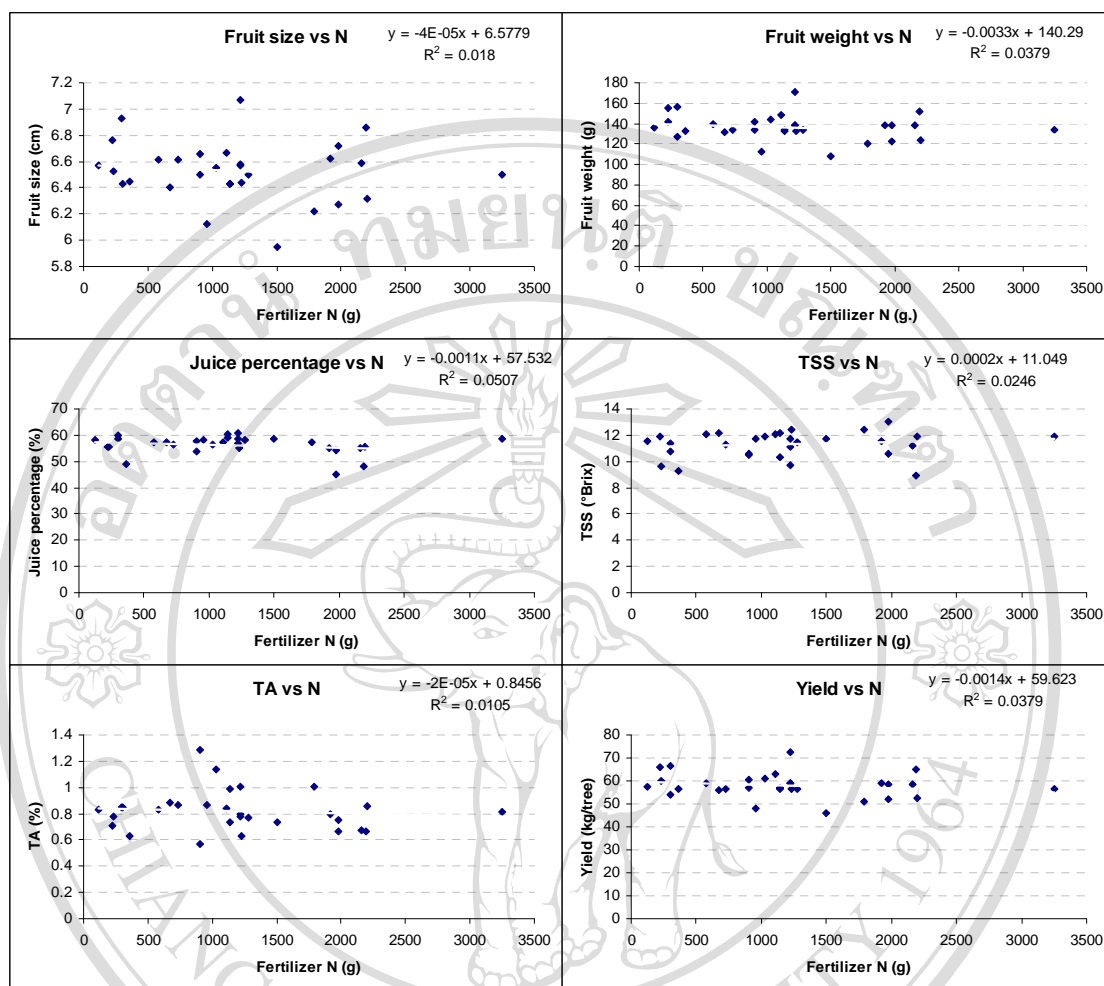 Fruit size vs N
y = -4E-05x + 6.5779
R² = 0.018
7.2
7
6.8
6.6
6.4
6.2
6
5.8
Fruit size (cm)
0 500 1000 1500 2000 2500 3000 3500
Fertilizer N (g)
Fruit weight vs N
y = -0.0033x + 140.29
R² = 0.0379
180
160
140
120
100
80
60
40
20
0
Fruit weight (g)
0 500 1000 1500 2000 2500 3000 3500
Fertilizer N (g.)
Juice percentage vs N
y = -0.0011x + 57.532
R² = 0.0507
70
60
50
40
30
20
10
0
Juice percentage (%)
0 500 1000 1500 2000 2500 3000 3500
Fertilizer N (g)
TSS vs N
y = 0.0002x + 11.049
R² = 0.0246
14
12
10
8
6
4
2
0
TSS (°Brix)
0 500 1000 1500 2000 2500 3000 3500
Fertilizer N (g)
TA vs N
y = -2E-05x + 0.8456
R² = 0.0105
1.4
1.2
1
0.8
0.6
0.4
0.2
0
TA (%)
0 500 1000 1500 2000 2500 3000 3500
Fertilizer N (g)
Yield vs N
y = -0.0014x + 59.623
R² = 0.0379
80
70
60
50
40
30
20
10
0
Yield (kg/tree)
0 500 1000 1500 2000 2500 3000 3500
Fertilizer N (g)
1964